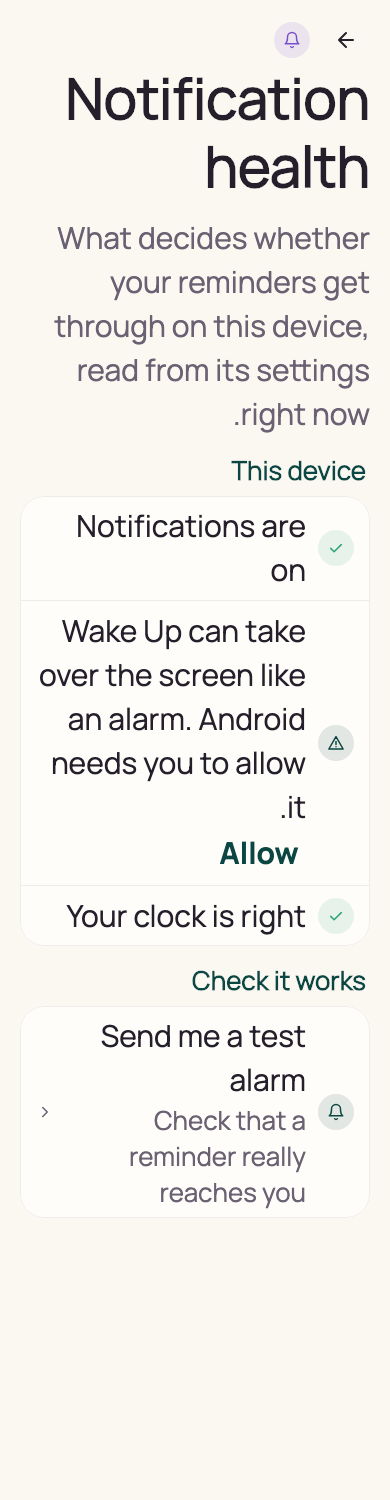 Notification
health
What decides whether
your reminders get
through on this device,
read from its settings
.right now
This device
Notifications are
on
Wake Up can take
over the screen like
an alarm. Android
needs you to allow
.it
Allow
Your clock is right
Check it works
Send me a test
alarm
Check that a
reminder really
reaches you